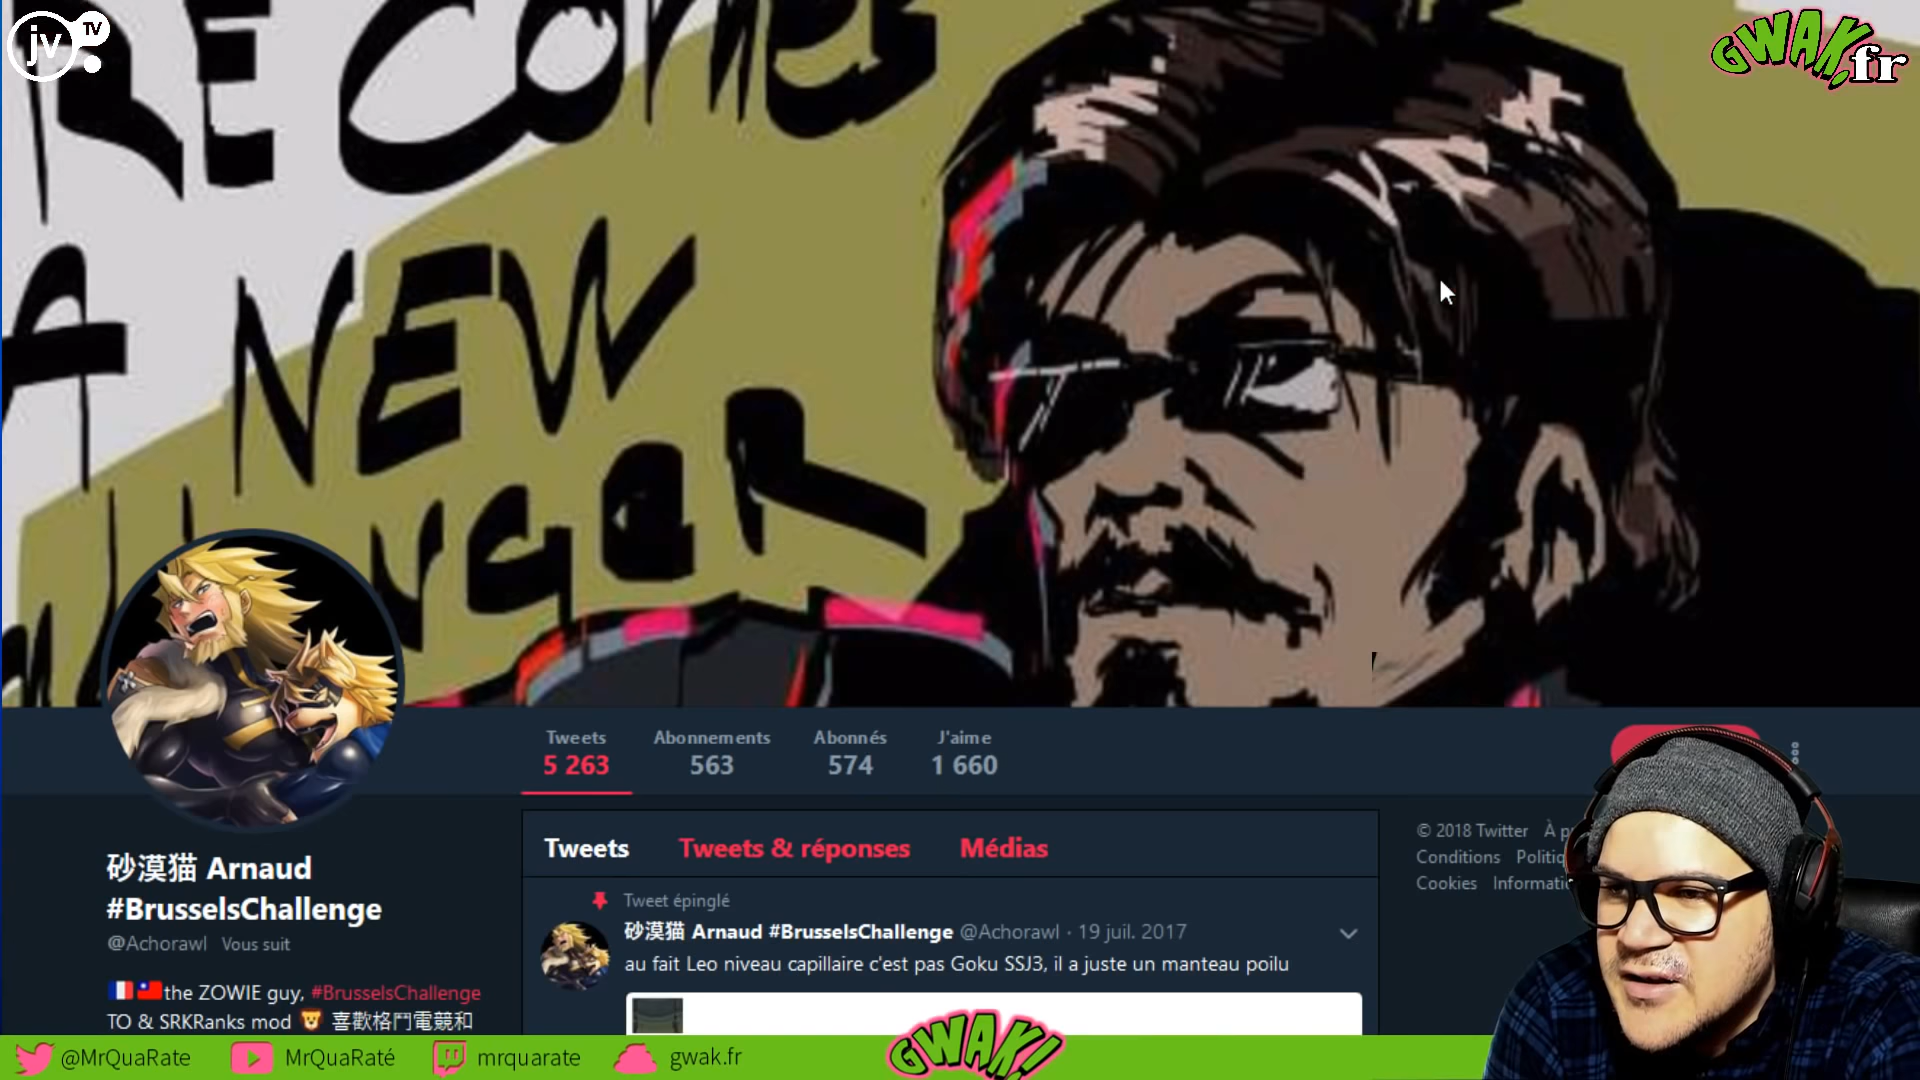 jv TV
GWAK!.fr
RE COMES
A NEW
Tweets Abonnements Abonnés J'aime
5 263 563 574 1 660
砂漠猫 Arnaud
#BrusselsChallenge
@Achorawl Vous suit
the ZOWIE guy, #BrusselsChallenge
TO & SRKRanks mod 喜歡格鬥電競和
Tweets Tweets & réponses Médias
Tweet épinglé
砂漠猫 Arnaud #BrusselsChallenge @Achorawl · 19 juil. 2017
au fait Leo niveau capillaire c'est pas Goku SSJ3, il a juste un manteau poilu
© 2018 Twitter
Conditions
Cookies
@MrQuaRate MrQuaRaté mrquarate gwak.fr
GWAK!